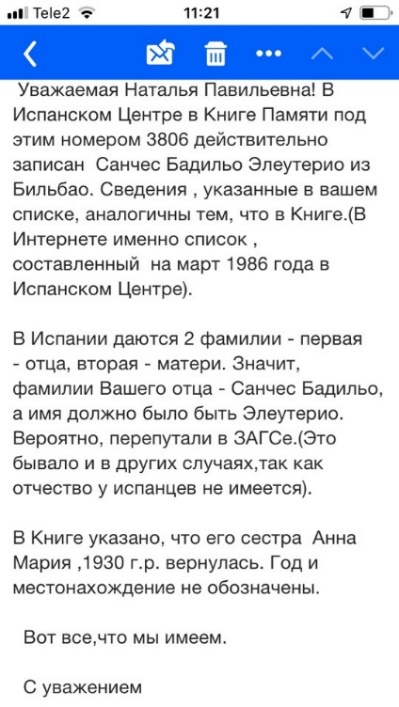 Tele2
11:21
Уважаемая Наталья Павильевна! В
Испанском Центре в Книге Памяти под
этим номером 3806 действительно
записан  Санчес Бадильо Элеутерио из
Бильбао. Сведения , указанные в вашем
списке, аналогичны тем, что в Книге.(В
Интернете именно список ,
составленный  на март 1986 года в
Испанском Центре).
В Испании даются 2 фамилии - первая
- отца, вторая - матери. Значит,
фамилии Вашего отца - Санчес Бадильо,
а имя должно было быть Элеутерио.
Вероятно, перепутали в ЗАГСе.(Это
бывало и в других случаях,так как
отчество у испанцев не имеется).
В Книге указано, что его сестра  Анна
Мария ,1930 г.р. вернулась. Год и
местонахождение не обозначены.
Вот все,что мы имеем.
С уважением